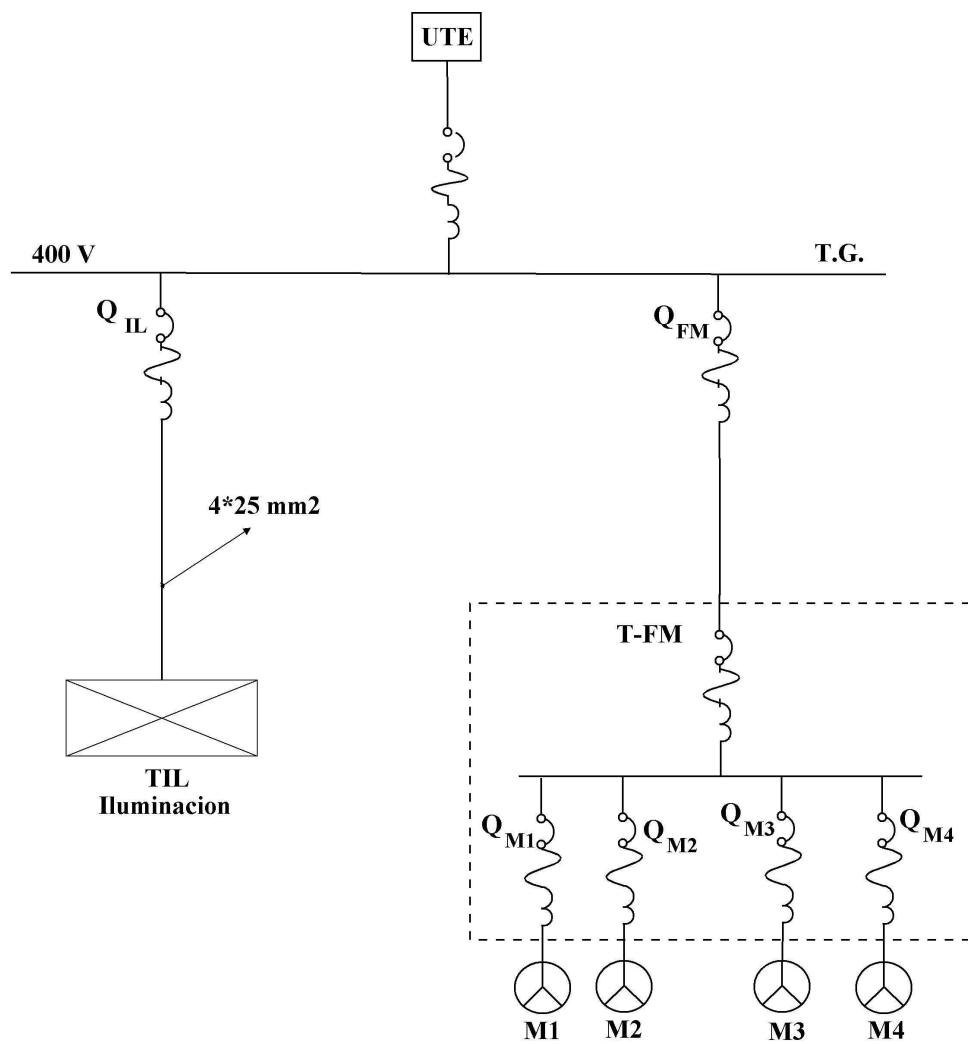 UTE
400 V
T.G.
Q IL
Q FM
4*25 mm2
T-FM
TIL
Iluminacion
Q M1
Q M2
Q M3
Q M4
M1
M2
M3
M4